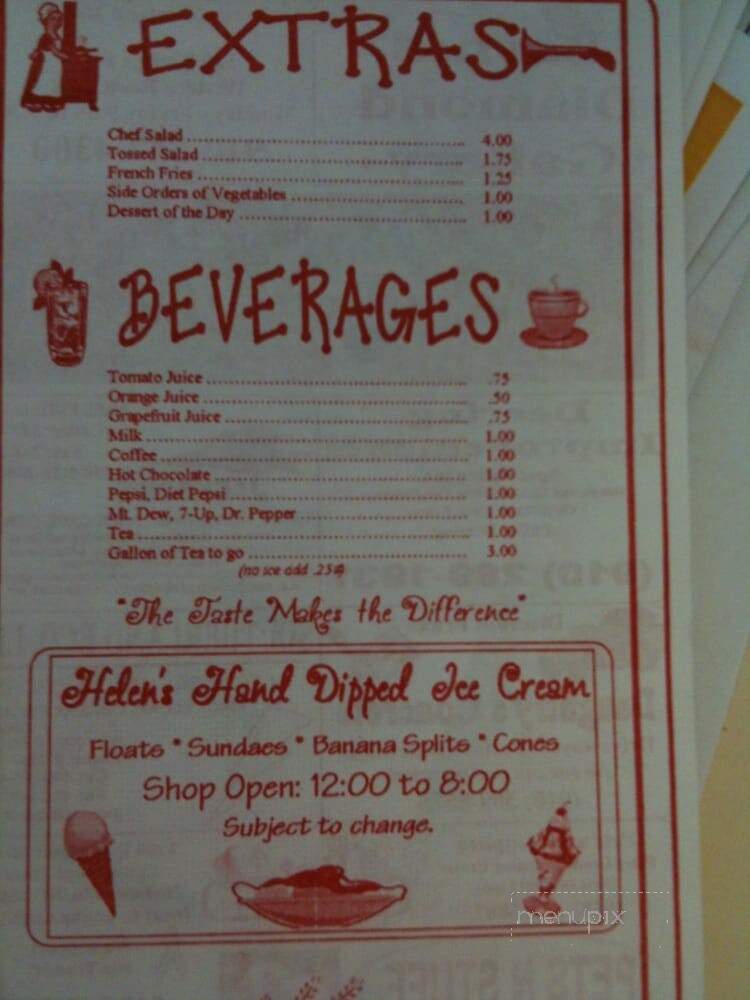 EXTRAS
Chef Salad ........ 4.00
Tossed Salad ........ 1.75
French Fries ........ 1.25
Side Orders of Vegetables ........ 1.00
Dessert of the Day ........ 1.00
BEVERAGES
Tomato Juice ........ .75
Orange Juice ........ .50
Grapefruit Juice ........ .75
Milk ........ 1.00
Coffee ........ 1.00
Hot Chocolate ........ 1.00
Pepsi, Diet Pepsi ........ 1.00
Mt. Dew, 7-Up, Dr. Pepper ........ 1.00
Tea ........ 1.00
Gallon of Tea to go ........ 3.00
(no ice add .25¢)
"The Taste Makes the Difference"
Helen's Hand Dipped Ice Cream
Floats * Sundaes * Banana Splits * Cones
Shop Open: 12:00 to 8:00
Subject to change.
menupix